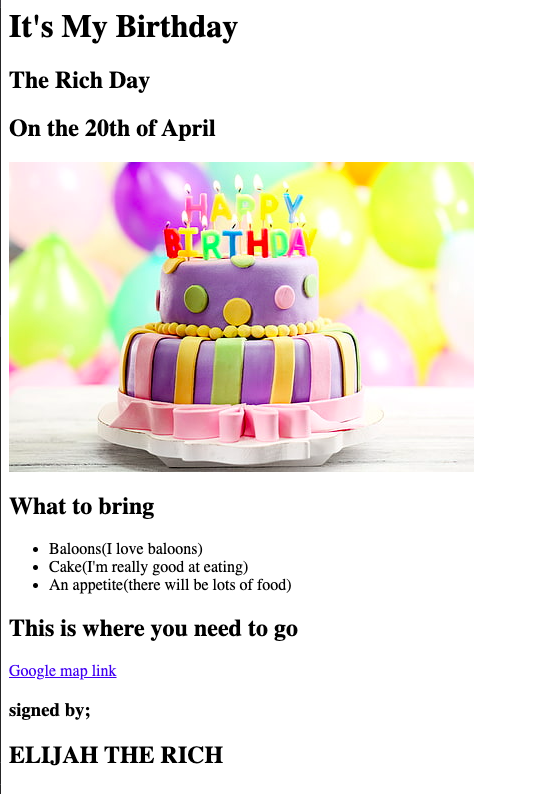 It's My Birthday
The Rich Day
On the 20th of April
HAPPY
BIRTHDAY
What to bring
Baloons(I love baloons)
Cake(I'm really good at eating)
An appetite(there will be lots of food)
This is where you need to go
Google map link
signed by;
ELIJAH THE RICH